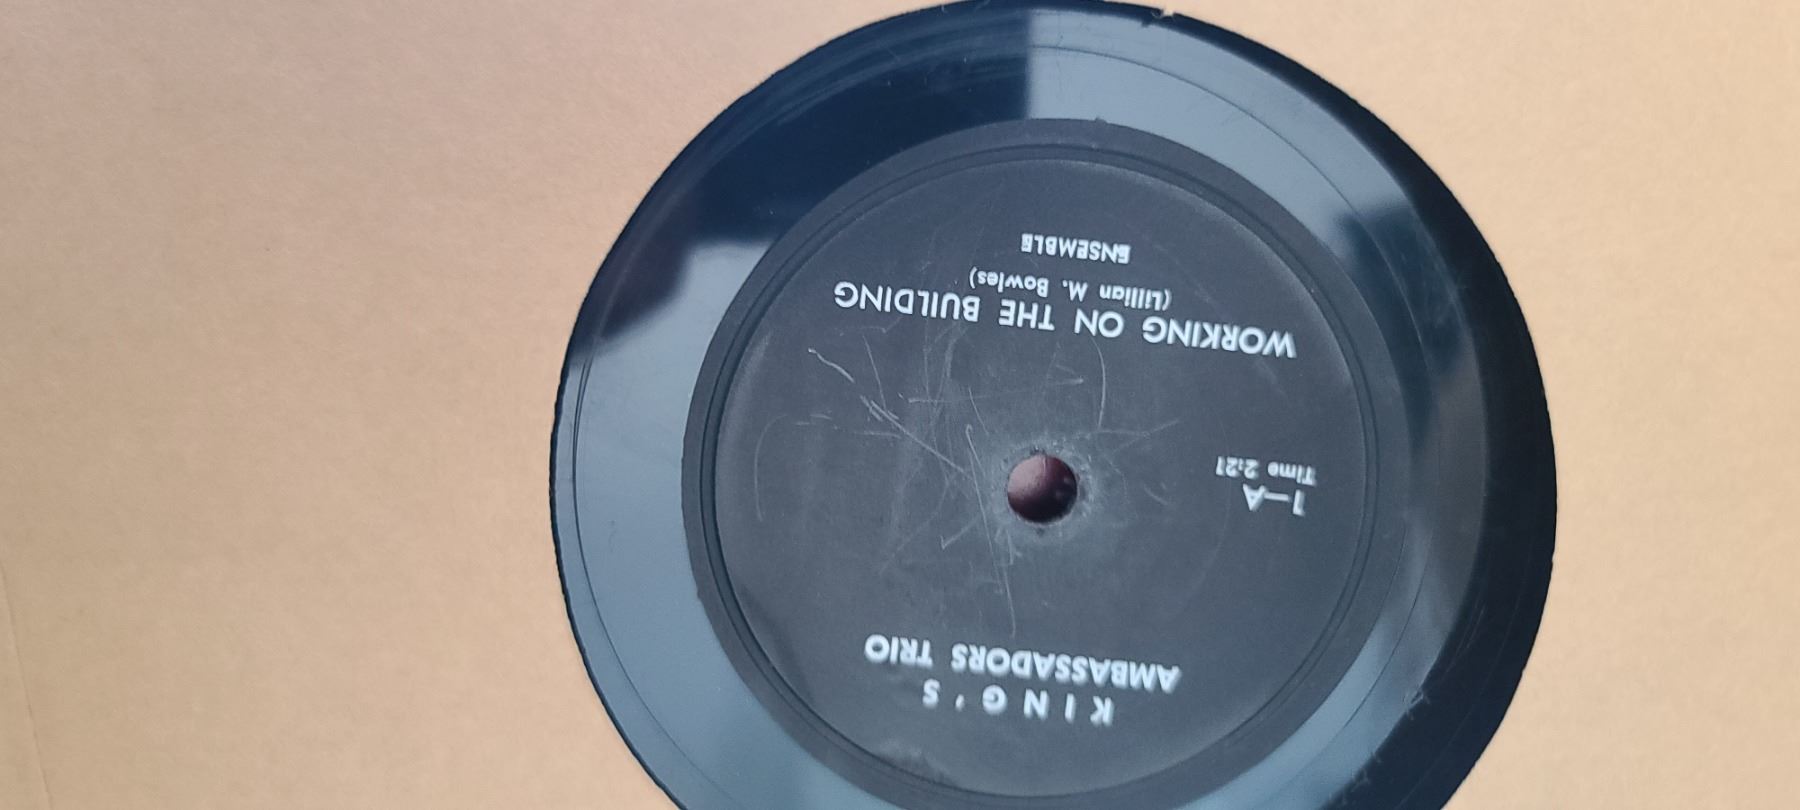 KING'S
AMBASSADORS TRIO
1—A
Time 2:21
WORKING ON THE BUILDING
(Lillian M. Bowles)
ENSEMBLE